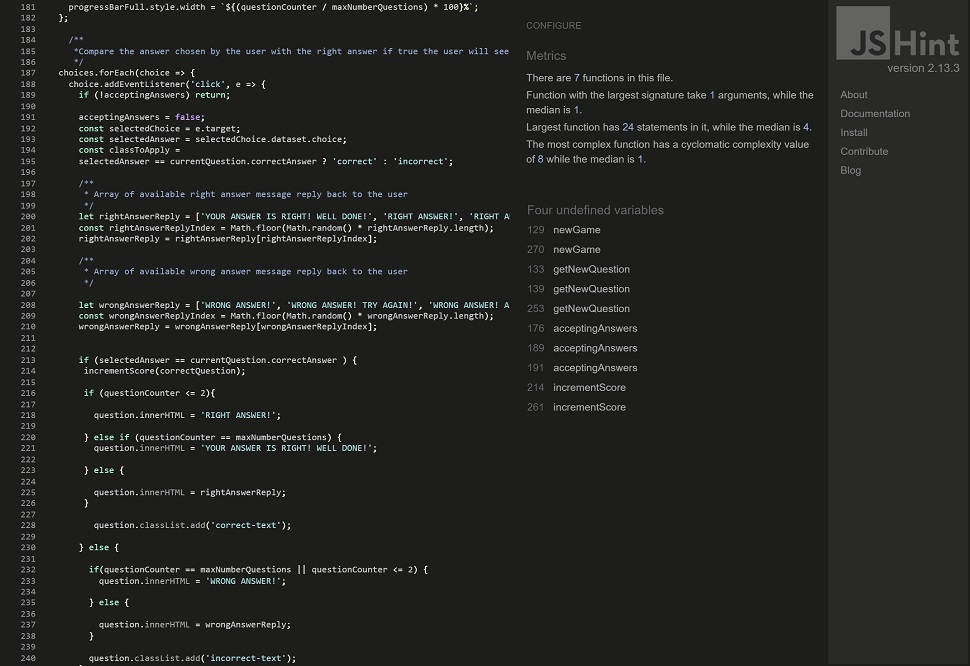 181 progressBarFull.style.width = `${(questionCounter / maxNumberQuestions) * 100}%`;
182 };
183
184 /**
185 *Compare the answer chosen by the user with the right answer if true the user will see
186 */
187 choices.forEach(choice => {
188 choice.addEventListener('click', e => {
189 if (!acceptingAnswers) return;
190
191 acceptingAnswers = false;
192 const selectedChoice = e.target;
193 const selectedAnswer = selectedChoice.dataset.choice;
194 const classToApply =
195 selectedAnswer == currentQuestion.correctAnswer ? 'correct' : 'incorrect';
196
197 /**
198 * Array of available right answer message reply back to the user
199 */
200 let rightAnswerReply = ['YOUR ANSWER IS RIGHT! WELL DONE!', 'RIGHT ANSWER!', 'RIGHT A
201 const rightAnswerReplyIndex = Math.floor(Math.random() * rightAnswerReply.length);
202 rightAnswerReply = rightAnswerReply[rightAnswerReplyIndex];
203
204 /**
205 * Array of available wrong answer message reply back to the user
206 */
207
208 let wrongAnswerReply = ['WRONG ANSWER!', 'WRONG ANSWER! TRY AGAIN!', 'WRONG ANSWER! A
209 const wrongAnswerReplyIndex = Math.floor(Math.random() * wrongAnswerReply.length);
210 wrongAnswerReply = wrongAnswerReply[wrongAnswerReplyIndex];
211
212
213 if (selectedAnswer == currentQuestion.correctAnswer ) {
214 incrementScore(correctQuestion);
215
216 if (questionCounter <= 2){
217
218 question.innerHTML = 'RIGHT ANSWER!';
219
220 } else if (questionCounter == maxNumberQuestions) {
221 question.innerHTML = 'YOUR ANSWER IS RIGHT! WELL DONE!';
222
223 } else {
224
225 question.innerHTML = rightAnswerReply;
226 }
227
228 question.classList.add('correct-text');
229
230 } else {
231
232 if(questionCounter == maxNumberQuestions || questionCounter <= 2) {
233 question.innerHTML = 'WRONG ANSWER!';
234
235 } else {
236
237 question.innerHTML = wrongAnswerReply;
238 }
239
240 question.classList.add('incorrect-text');
CONFIGURE
Metrics
There are 7 functions in this file.
Function with the largest signature take 1 arguments, while the
median is 1.
Largest function has 24 statements in it, while the median is 4.
The most complex function has a cyclomatic complexity value
of 8 while the median is 1.
Four undefined variables
129 newGame
270 newGame
133 getNewQuestion
139 getNewQuestion
253 getNewQuestion
176 acceptingAnswers
189 acceptingAnswers
191 acceptingAnswers
214 incrementScore
261 incrementScore
JSHint
version 2.13.3
About
Documentation
Install
Contribute
Blog